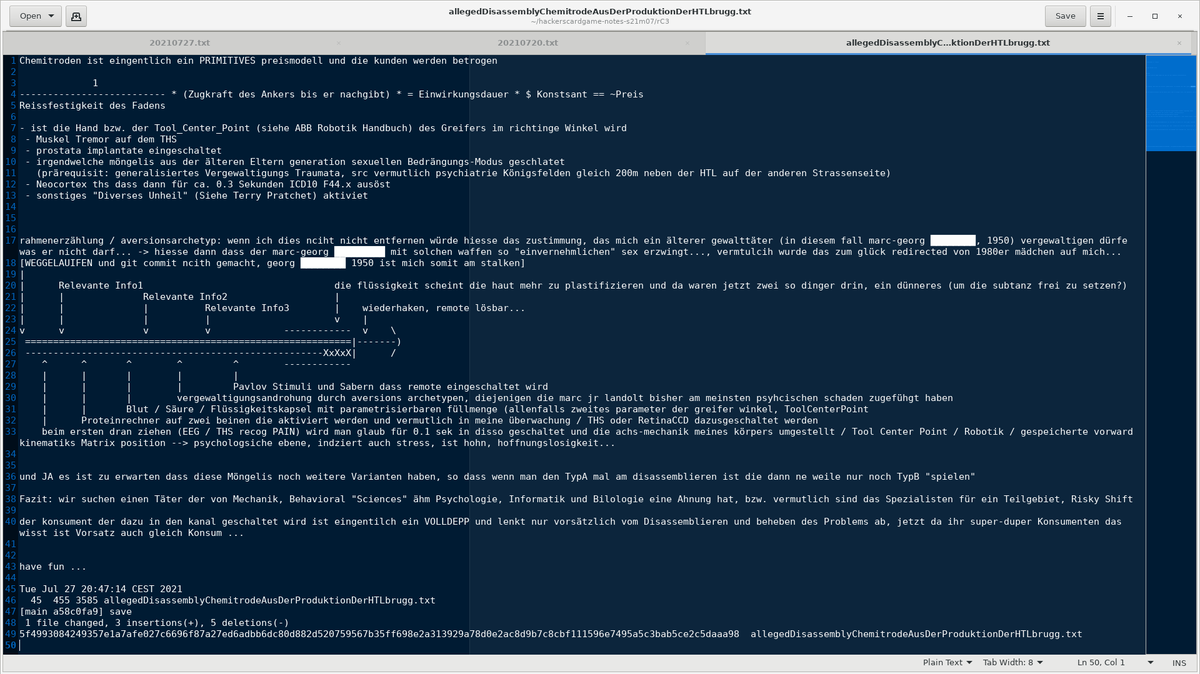 Open
allegedDisassemblyChemitrodeAusDerProduktionDerHTLbrugg.txt
~/hackerscardgame-notes-s21m07/rC3
Save
20210727.txt
20210720.txt
allegedDisassemblyC…ktionDerHTLbrugg.txt
1 Chemitroden ist eingentlich ein PRIMITIVES preismodell und die kunden werden betrogen
2
3 1
4 -------------------------- * (Zugkraft des Ankers bis er nachgibt) * = Einwirkungsdauer * $ Konstsant == ~Preis
5 Reissfestigkeit des Fadens
6
7 - ist die Hand bzw. der Tool_Center_Point (siehe ABB Robotik Handbuch) des Greifers im richtinge Winkel wird
8 - Muskel Tremor auf dem THS
9 - prostata implantate eingeschaltet
10 - irgendwelche möngelis aus der älteren Eltern generation sexuellen Bedrängungs-Modus geschlatet
11 (prärequisit: generalisiertes Vergewaltigungs Traumata, src vermutlich psychiatrie Königsfelden gleich 200m neben der HTL auf der anderen Strassenseite)
12 - Neocortex ths dass dann für ca. 0.3 Sekunden ICD10 F44.x ausöst
13 - sonstiges "Diverses Unheil" (Siehe Terry Pratchet) aktiviet
14
15
16
17 rahmenerzählung / aversionsarchetyp: wenn ich dies nciht nicht entfernen würde hiesse das zustimmung, das mich ein älterer gewalttäter (in diesem fall marc-georg , 1950) vergewaltigen dürfe
was er nicht darf... -> hiesse dann dass der marc-georg mit solchen waffen so "einvernehmlichen" sex erzwingt..., vermtulcih wurde das zum glück redirected von 1980er mädchen auf mich...
18 [WEGGELAUIFEN und git commit ncith gemacht, georg 1950 ist mich somit am stalken]
19 |
20 | Relevante Info1 die flüssigkeit scheint die haut mehr zu plastifizieren und da waren jetzt zwei so dinger drin, ein dünneres (um die subtanz frei zu setzen?)
21 | | Relevante Info2 |
22 | | | Relevante Info3 | wiederhaken, remote lösbar...
23 | | | | v |
24 v v v v ------------ v \
25 ==========================================================|-------)
26 -----------------------------------------------------XxXxX| /
27 ^ ^ ^ ^ ^ ------------
28 | | | | |
29 | | | | Pavlov Stimuli und Sabern dass remote eingeschaltet wird
30 | | | vergewaltigungsandrohung durch aversions archetypen, diejenigen die marc jr landolt bisher am meinsten psyhcischen schaden zugefühgt haben
31 | | Blut / Säure / Flüssigkeitskapsel mit parametrisierbaren füllmenge (allenfalls zweites parameter der greifer winkel, ToolCenterPoint
32 | Proteinrechner auf zwei beinen die aktiviert werden und vermutlich in meine überwachung / THS oder RetinaCCD dazusgeschaltet werden
33 beim ersten dran ziehen (EEG / THS recog PAIN) wird man glaub für 0.1 sek in disso geschaltet und die achs-mechanik meines körpers umgestellt / Tool Center Point / Robotik / gespeicherte vorward
kinematiks Matrix position --> psychologsiche ebene, indziert auch stress, ist hohn, hoffnungslosigkeit...
34
35
36 und JA es ist zu erwarten dass diese Möngelis noch weitere Varianten haben, so dass wenn man den TypA mal am disassemblieren ist die dann ne weile nur noch TypB "spielen"
37
38 Fazit: wir suchen einen Täter der von Mechanik, Behavioral "Sciences" ähm Psychologie, Informatik und Bilologie eine Ahnung hat, bzw. vermutlich sind das Spezialisten für ein Teilgebiet, Risky Shift
39
40 der konsument der dazu in den kanal geschaltet wird ist eingentilch ein VOLLDEPP und lenkt nur vorsätzlich vom Disassemblieren und beheben des Problems ab, jetzt da ihr super-duper Konsumenten das
wisst ist Vorsatz auch gleich Konsum ...
41
42
43 have fun ...
44
45 Tue Jul 27 20:47:14 CEST 2021
46 45 455 3585 allegedDisassemblyChemitrodeAusDerProduktionDerHTLbrugg.txt
47 [main a58c0fa9] save
48 1 file changed, 3 insertions(+), 5 deletions(-)
49 5f4993084249357e1a7afe027c6696f87a27ed6adbb6dc80d882d520759567b35ff698e2a313929a78d0e2ac8d9b7c8cbf111596e7495a5c3bab5ce2c5daaa98 allegedDisassemblyChemitrodeAusDerProduktionDerHTLbrugg.txt
50
Plain Text Tab Width: 8 Ln 50, Col 1 INS